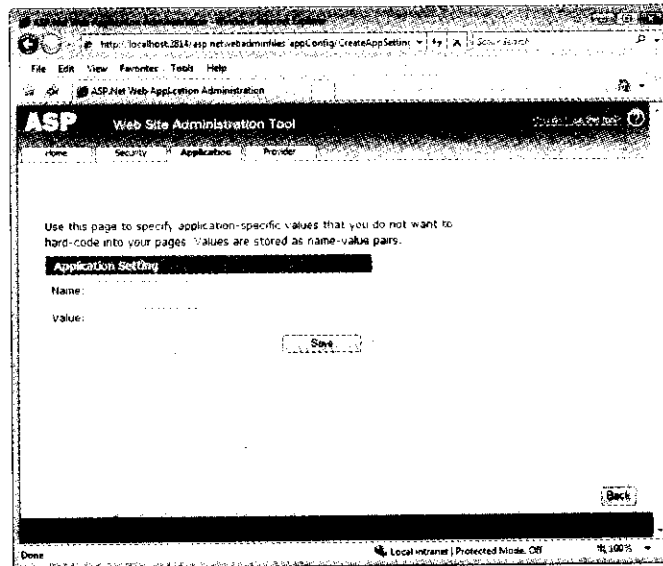 http://localhost:2814/asp.netwebadminfiles/appConfig/CreateAppSetting
File Edit View Favorites Tools Help
ASP.Net Web Application Administration
ASP Web Site Administration Tool
Home Security Application Provider
Use this page to specify application-specific values that you do not want to
hard-code into your pages. Values are stored as name-value pairs.
Application Setting
Name:
Value:
Save
Back
Done Local intranet | Protected Mode: Off 100%